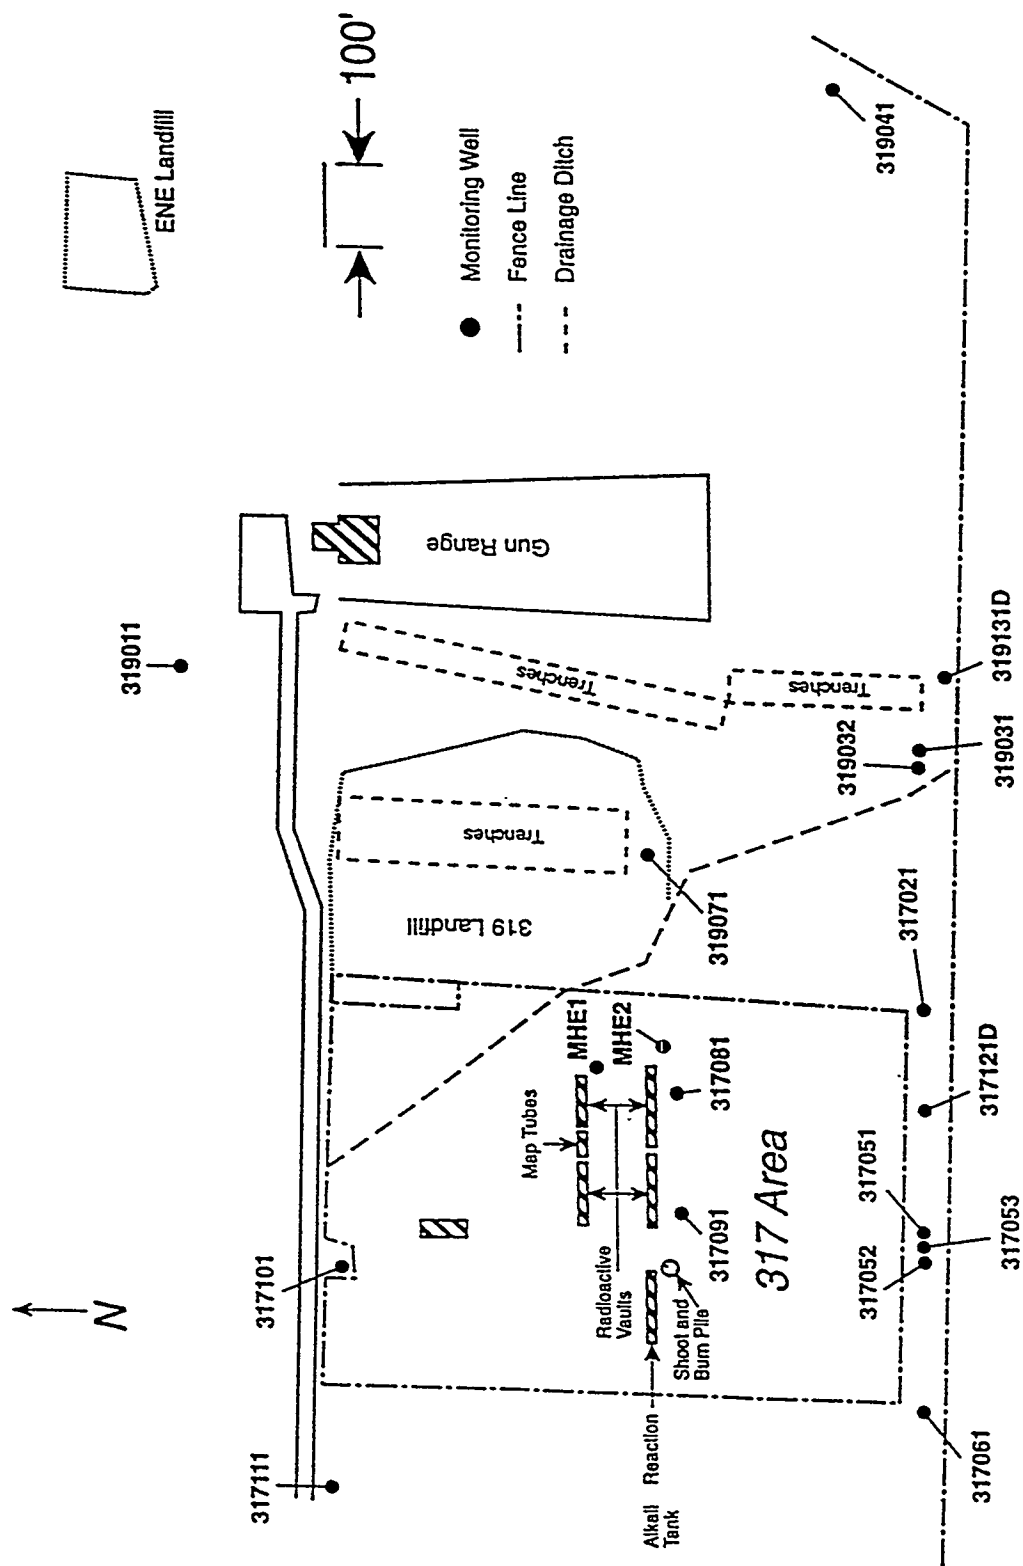 N
317111
317101
319011
ENE Landfill
100'
Monitoring Well
Fence Line
Drainage Ditch
Gun Range
Trenches
Trenches
Trenches
319 Landfill
Map Tubes
MHE1
MHE2
Radioactive
Vaults
Alkali Reaction
Tank
Shoot and
Burn Pile
317091
317081
317 Area
319071
319041
317061
317052
317053
317051
317121D
317021
319032
319031
319131D